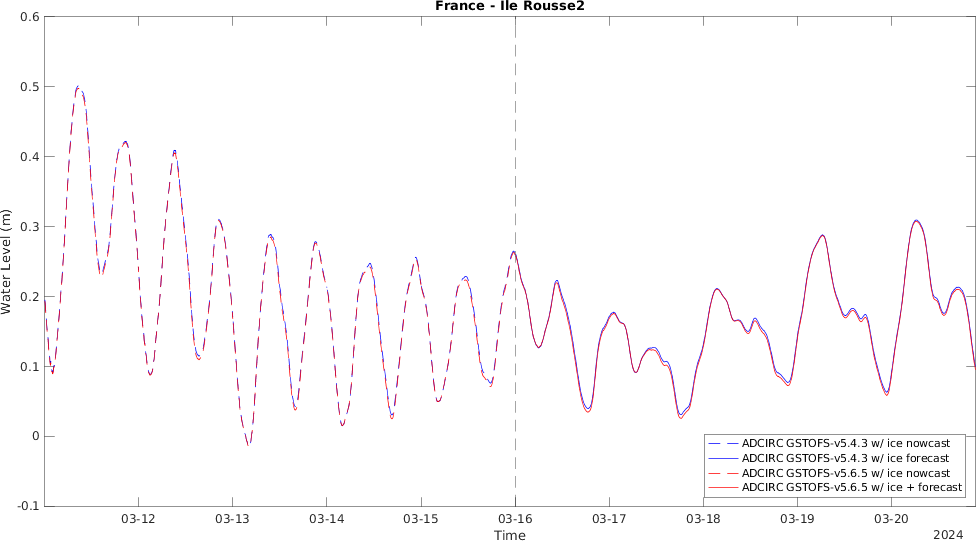 France - Ile Rousse2
0.6
0.5
0.4
0.3
0.2
0.1
0
-0.1
Water Level (m)
03-12 03-13 03-14 03-15 03-16 03-17 03-18 03-19 03-20
Time
2024
ADCIRC GSTOFS-v5.4.3 w/ ice nowcast
ADCIRC GSTOFS-v5.4.3 w/ ice forecast
ADCIRC GSTOFS-v5.6.5 w/ ice nowcast
ADCIRC GSTOFS-v5.6.5 w/ ice + forecast